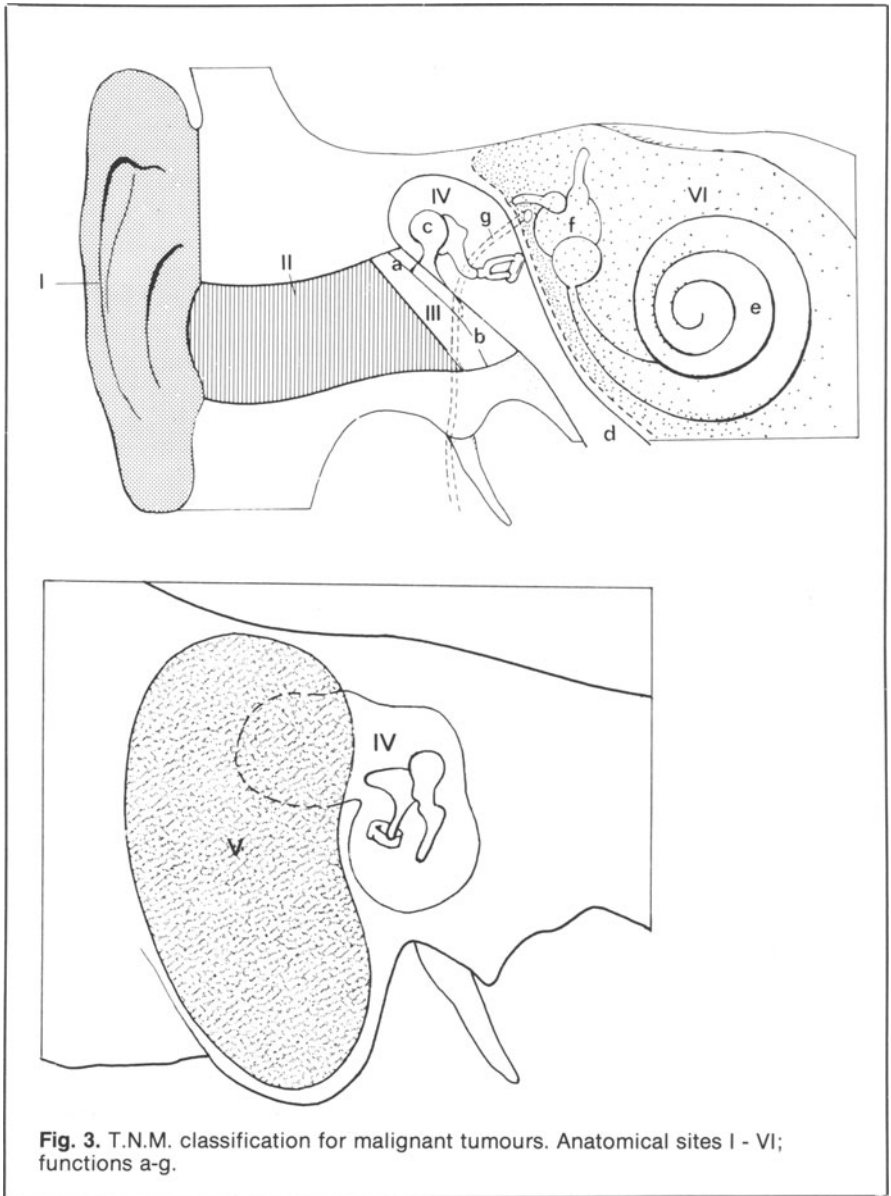 I
II
III
IV
a
b
c
g
f
VI
e
d
IV
V
Fig. 3. T.N.M. classification for malignant tumours. Anatomical sites I - VI;
functions a-g.